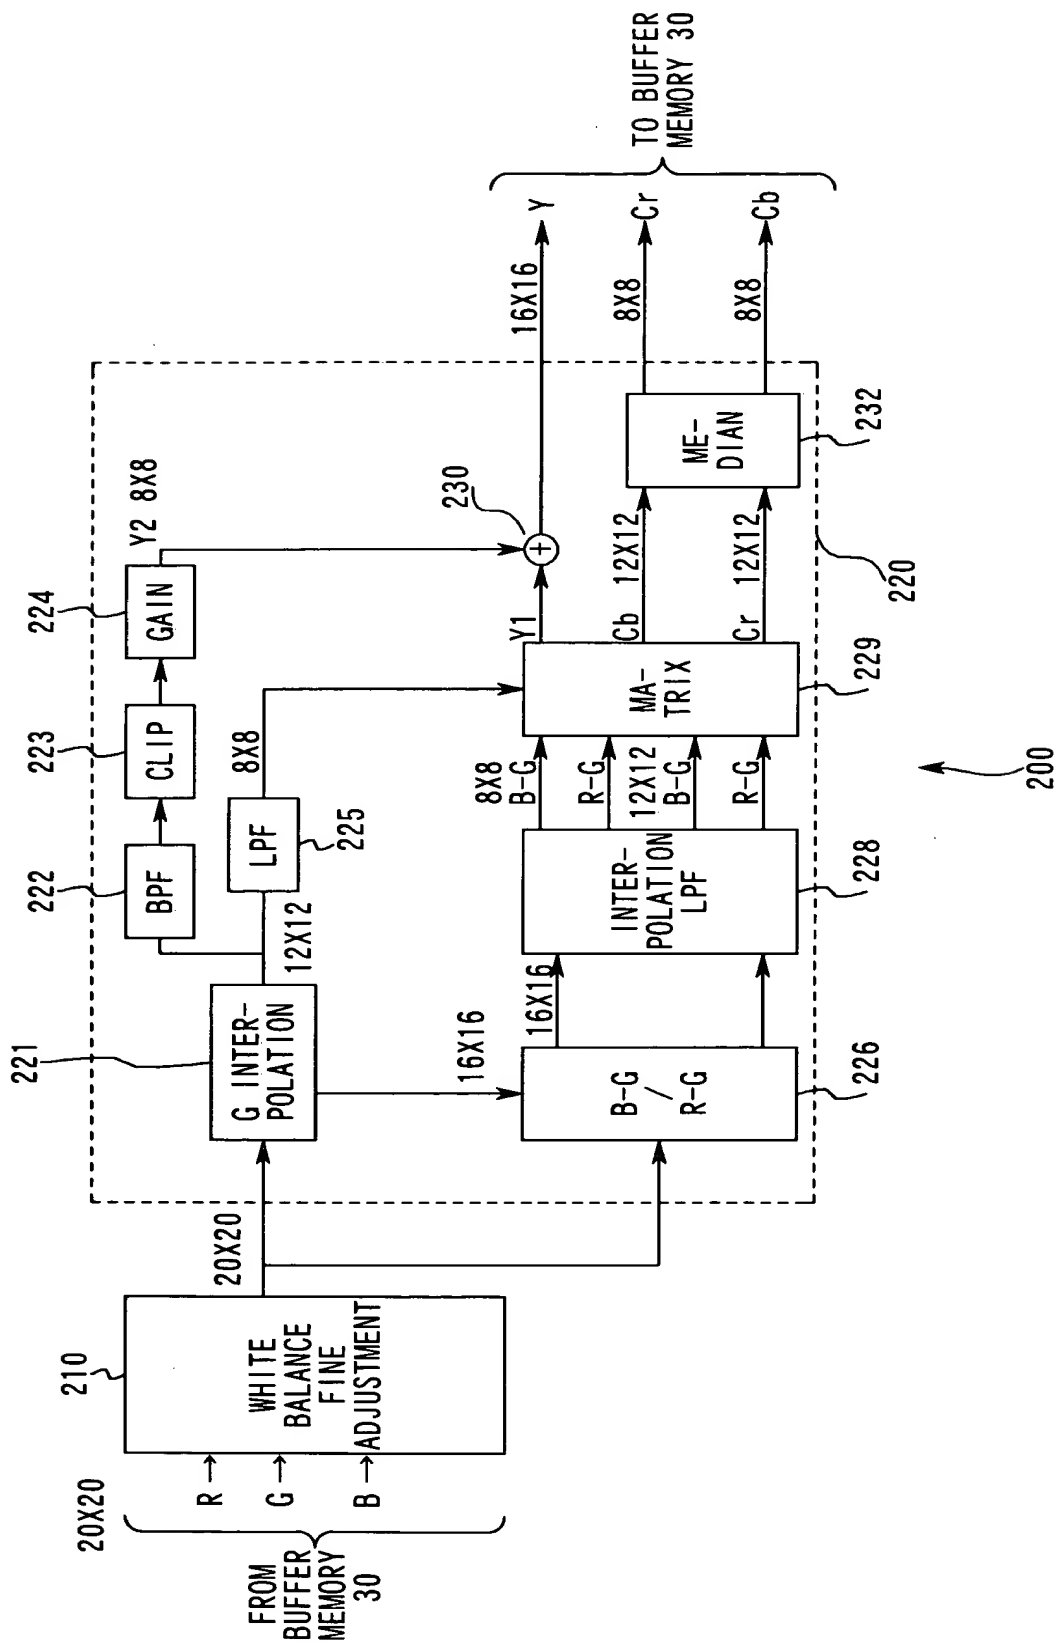 20X20
FROM
BUFFER
MEMORY
30
R
G
B
210
WHITE
BALANCE
FINE
ADJUSTMENT
20X20
221
G INTER-
POLATION
12X12
16X16
222
BPF
223
CLIP
224
GAIN
Y2 8X8
LPF
225
8X8
B-G
/
R-G
226
16X16
INTER-
POLATION
LPF
228
8X8
B-G
R-G
12X12
B-G
R-G
MA-
TRIX
229
Y1
Cb
12X12
Cr
12X12
230
+
ME-
DIAN
232
220
16X16
Y
8X8
Cr
8X8
Cb
TO BUFFER
MEMORY 30
200